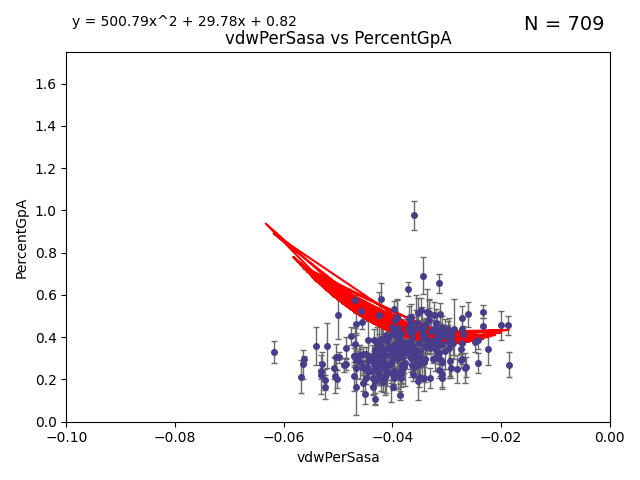 y = 500.79x^2 + 29.78x + 0.82
N = 709
vdwPerSasa vs PercentGpA
PercentGpA
1.6
1.4
1.2
1.0
0.8
0.6
0.4
0.2
0.0
−0.10 −0.08 −0.06 −0.04 −0.02 0.00
vdwPerSasa